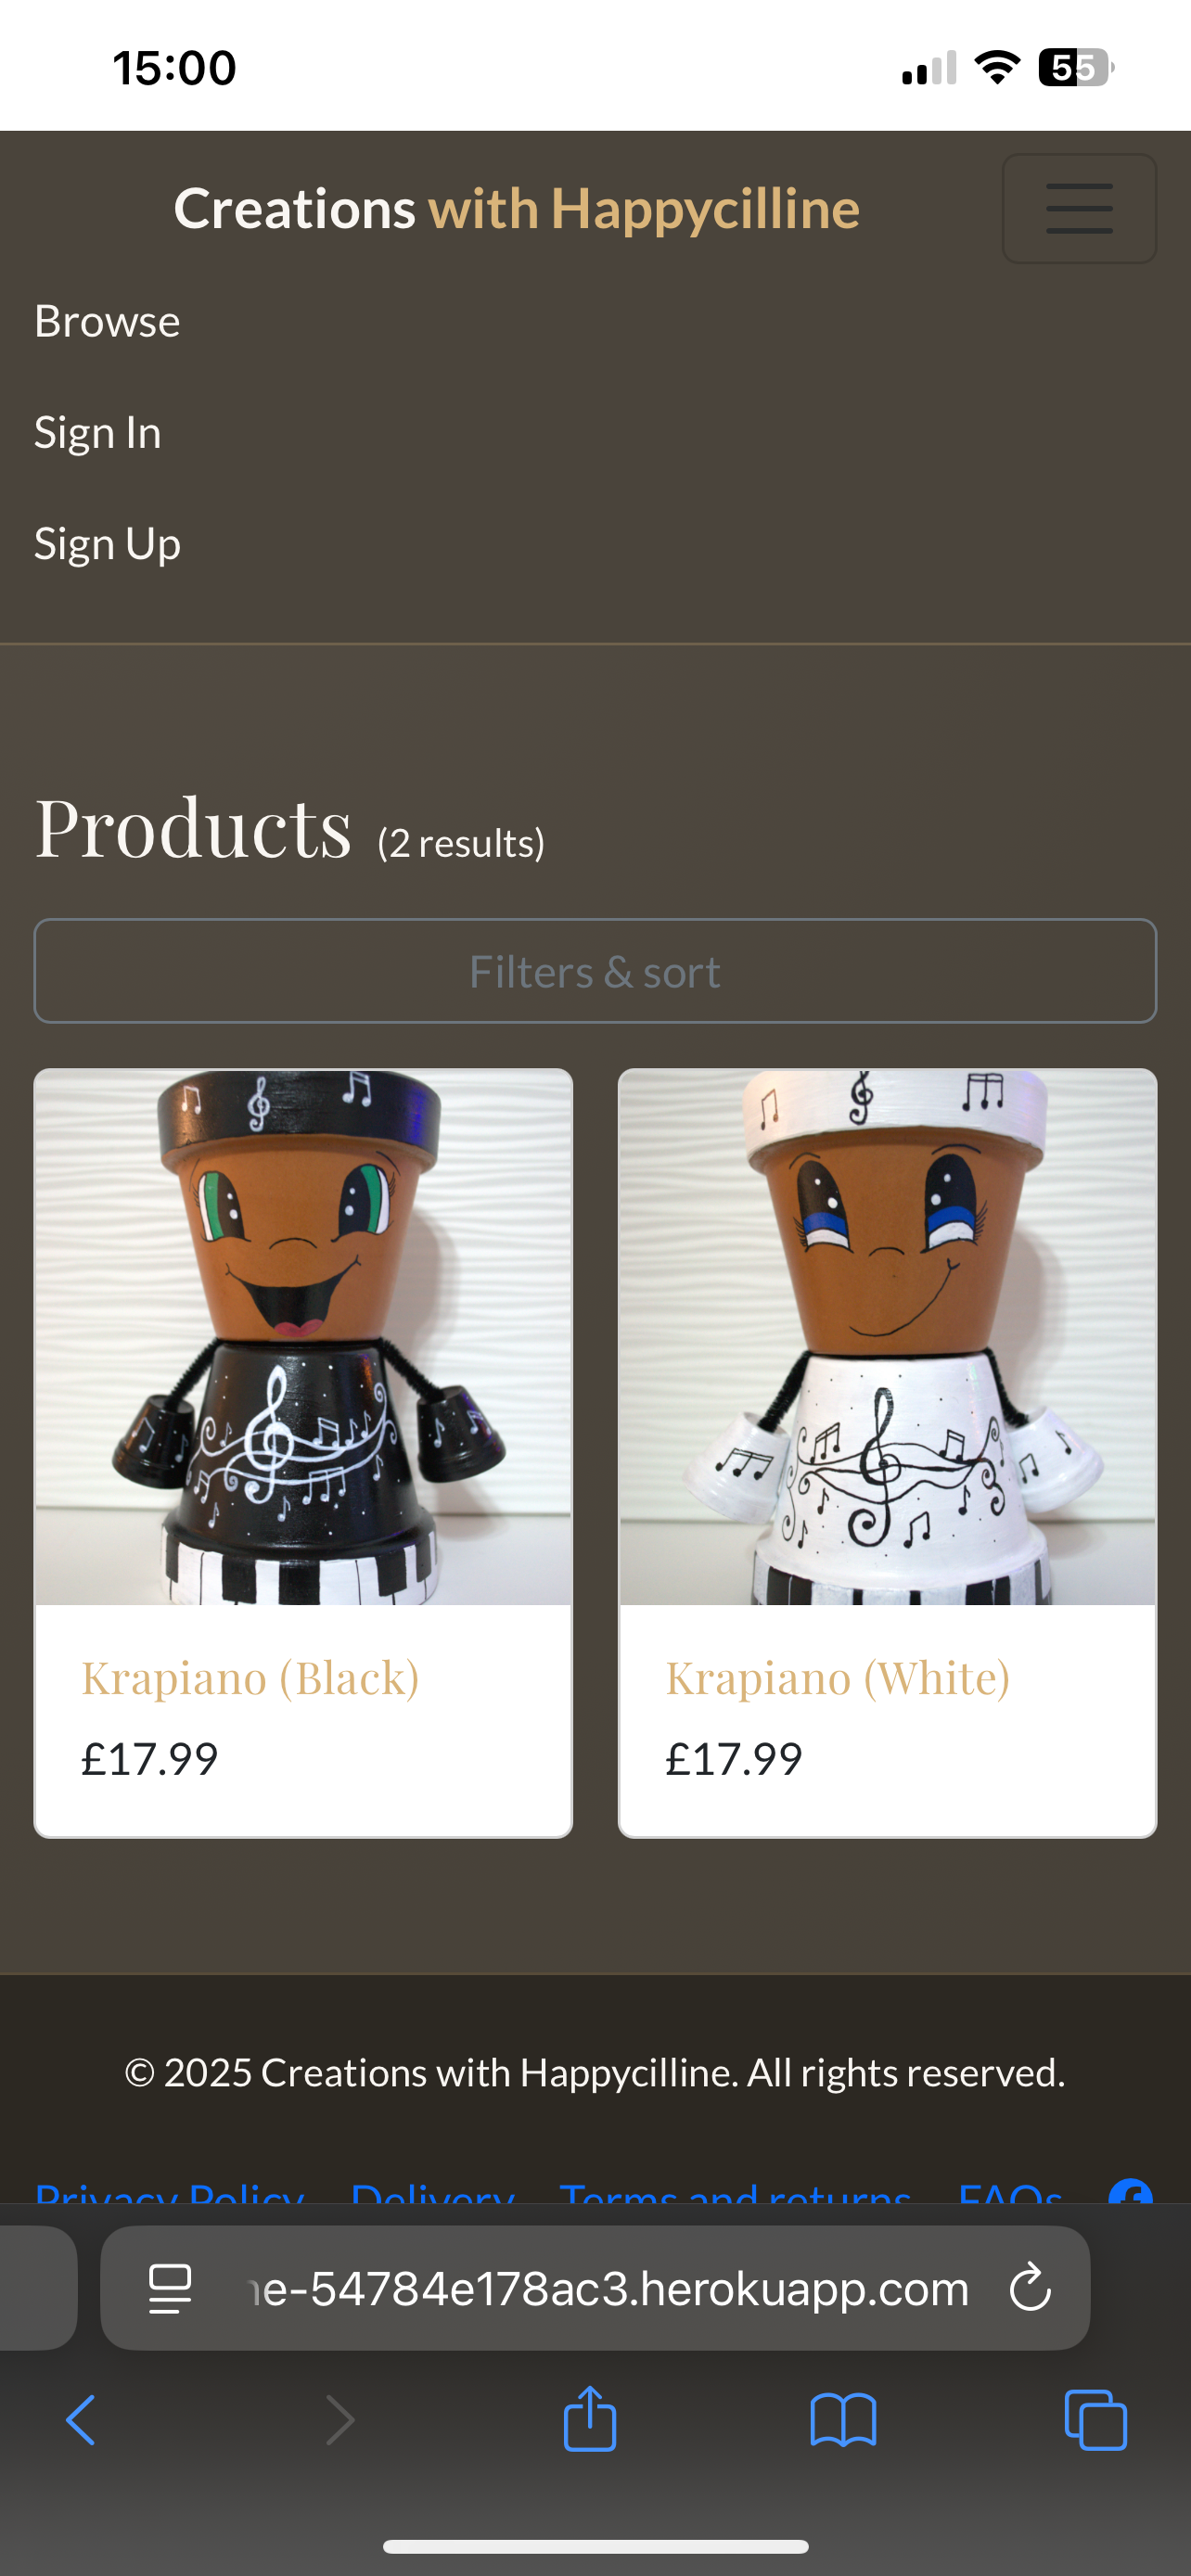 15:00
55
Creations with Happycilline
Browse
Sign In
Sign Up
Products (2 results)
Filters & sort
Krapiano (Black)
Krapiano (White)
£17.99
£17.99
© 2025 Creations with Happycilline. All rights reserved.
Privacy Policy Delivery Terms and returns FAQs
e-54784e178ac3.herokuapp.com